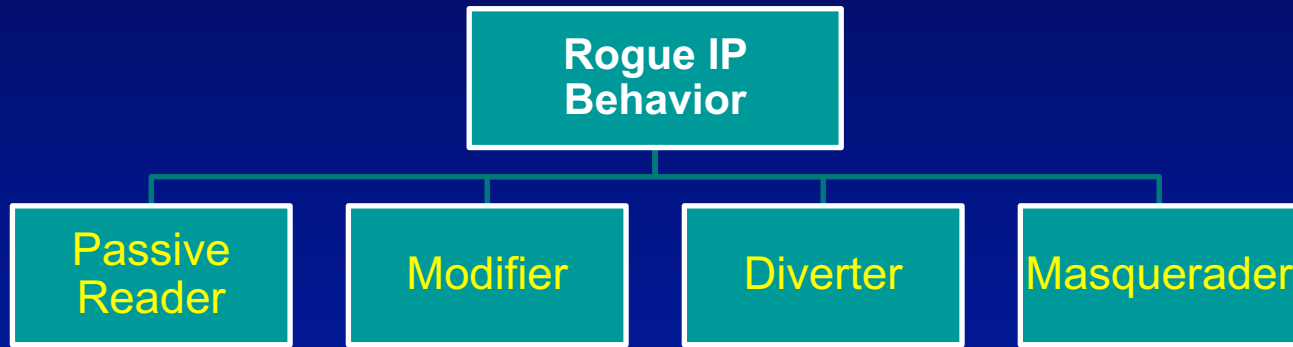 Rogue IP
Behavior
Passive
Reader
Modifier
Diverter
Masquerader